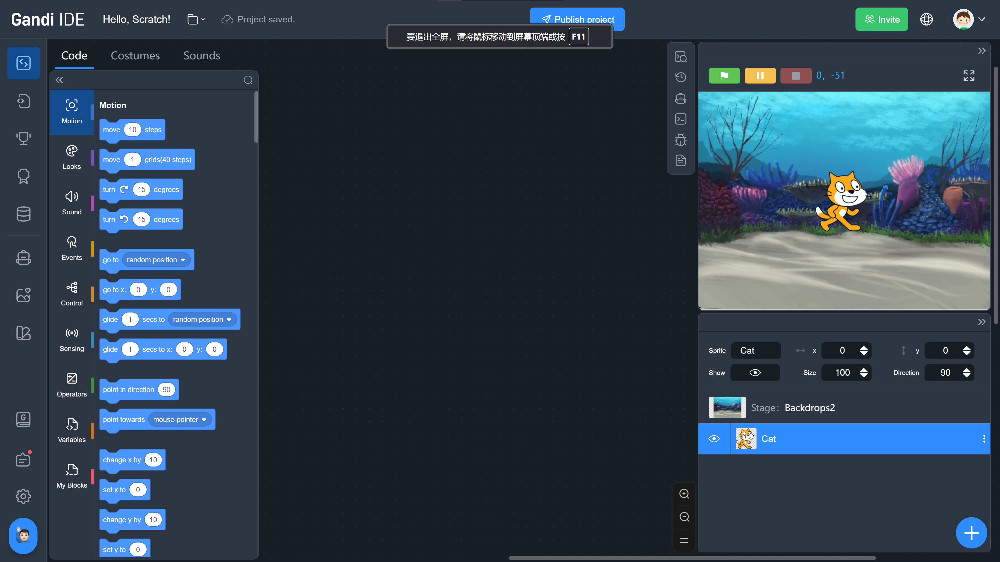 Gandi IDE
Hello, Scratch!
Project saved.
Publish project
Invite
要退出全屏，请将鼠标移动到屏幕顶端或按 F11
Code
Costumes
Sounds
Motion
Looks
Sound
Events
Control
Sensing
Operators
Variables
My Blocks
Motion
move 10 steps
move 1 grids(40 steps)
turn 15 degrees
turn 15 degrees
go to random position
go to x: 0 y: 0
glide 1 secs to random position
glide 1 secs to x: 0 y: 0
point in direction 90
point towards mouse-pointer
change x by 10
set x to 0
change y by 10
set y to 0
0, -51
Sprite Cat x 0 y 0
Show Size 100 Direction 90
Stage: Backdrops2
Cat
G